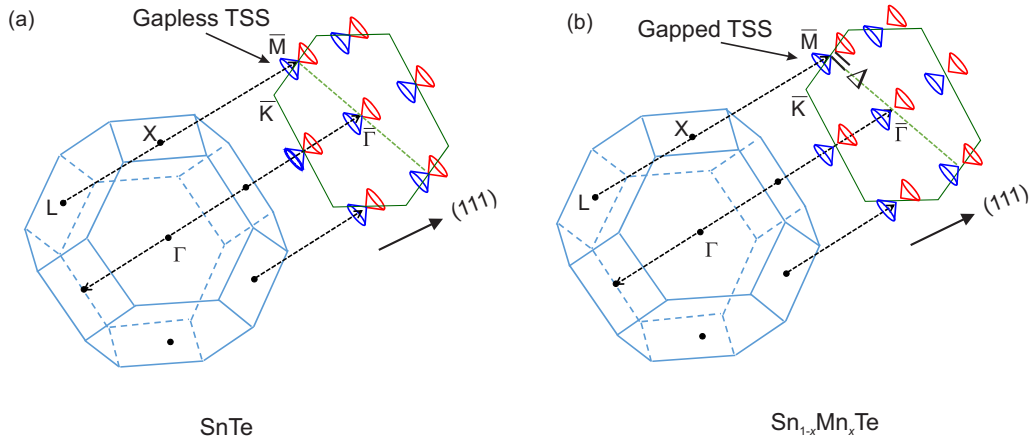 (a)
Gapless TSS
M̅
K̅
X
Γ̅
L
Γ
(111)
SnTe
(b)
Gapped TSS
M̅
Δ
K̅
X
Γ̅
L
Γ
(111)
Sn₁₋ₓMnₓTe